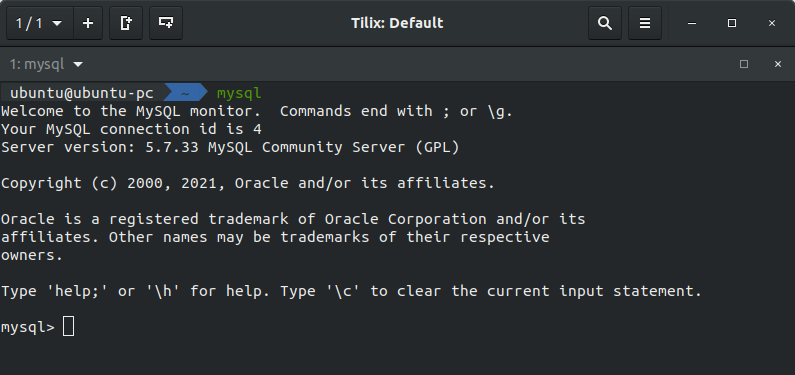 1 / 1
Tilix: Default
1: mysql
ubuntu@ubuntu-pc ~ mysql
Welcome to the MySQL monitor.  Commands end with ; or \g.
Your MySQL connection id is 4
Server version: 5.7.33 MySQL Community Server (GPL)
Copyright (c) 2000, 2021, Oracle and/or its affiliates.
Oracle is a registered trademark of Oracle Corporation and/or its
affiliates. Other names may be trademarks of their respective
owners.
Type 'help;' or '\h' for help. Type '\c' to clear the current input statement.
mysql>